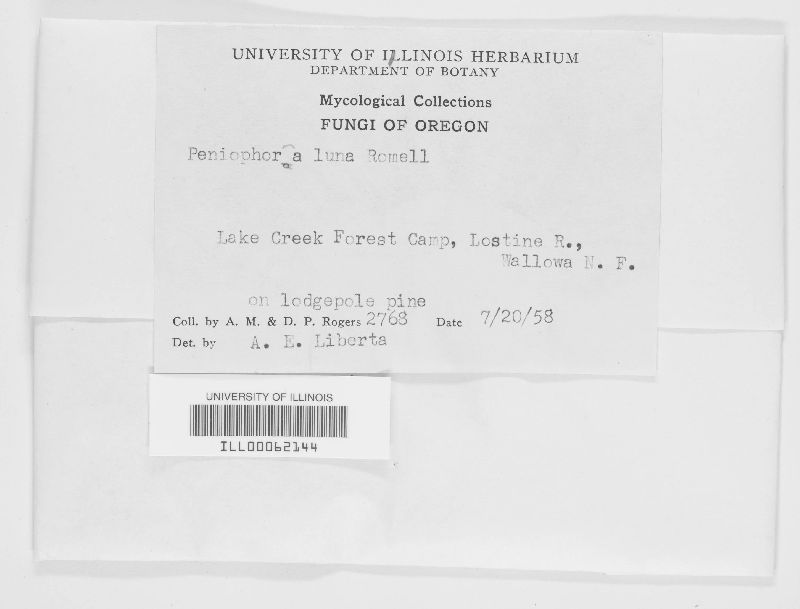 UNIVERSITY OF ILLINOIS HERBARIUM
DEPARTMENT OF BOTANY
Mycological Collections
FUNGI OF OREGON
Peniophora luna Romell
Lake Creek Forest Camp, Lostine R.,
Wallowa N. F.
on lodgepole pine
Coll. by A. M. & D. P. Rogers 2768 Date 7/20/58
Det. by A. E. Liberta
UNIVERSITY OF ILLINOIS
ILL00062144